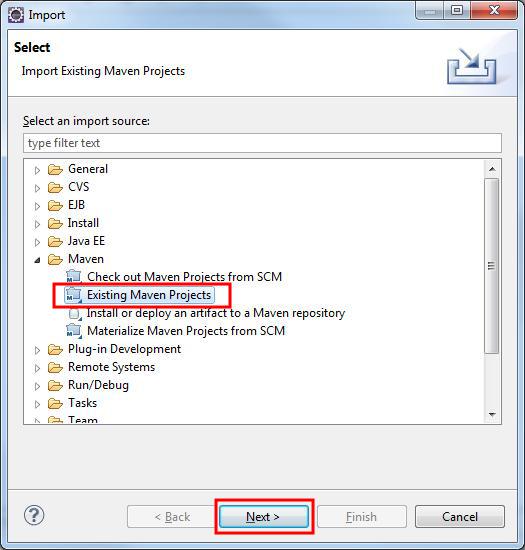 Import
Select
Import Existing Maven Projects
Select an import source:
type filter text
General
CVS
EJB
Install
Java EE
Maven
Check out Maven Projects from SCM
Existing Maven Projects
Install or deploy an artifact to a Maven repository
Materialize Maven Projects from SCM
Plug-in Development
Remote Systems
Run/Debug
Tasks
Team
? < Back Next > Finish Cancel